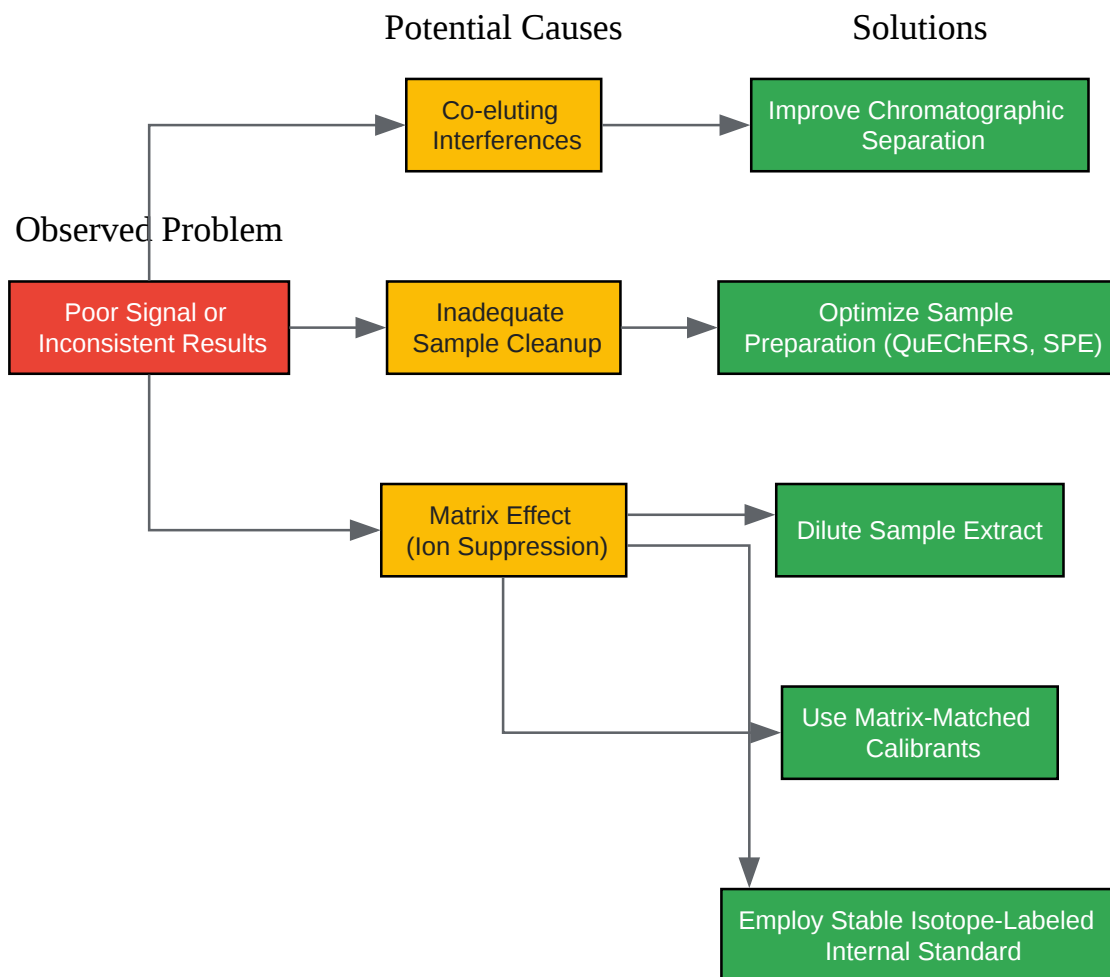 Potential Causes
Solutions
Co-eluting
Interferences
Improve Chromatographic
Separation
Observed Problem
Poor Signal or
Inconsistent Results
Inadequate
Sample Cleanup
Optimize Sample
Preparation (QuEChERS, SPE)
Matrix Effect
(Ion Suppression)
Dilute Sample Extract
Use Matrix-Matched
Calibrants
Employ Stable Isotope-Labeled
Internal Standard